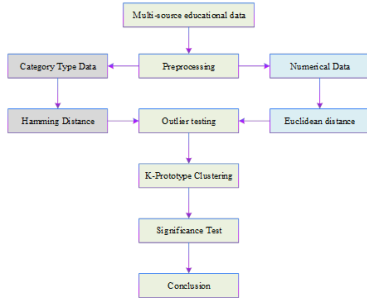 Multi-source educational data
Category Type Data
Preprocessing
Numerical Data
Hamming Distance
Outlier testing
Euclidean distance
K-Prototype Clustering
Significance Test
Conclusion